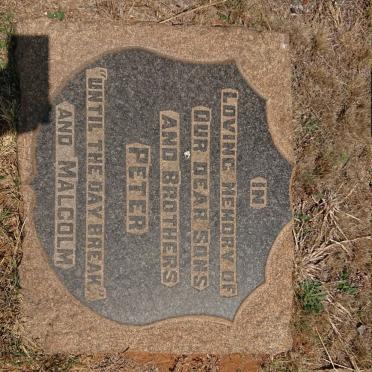 IN
LOVING MEMORY OF
OUR DEAR SONS
AND BROTHERS
PETER
"UNTIL THE DAY BREAK"
AND MALCOLM